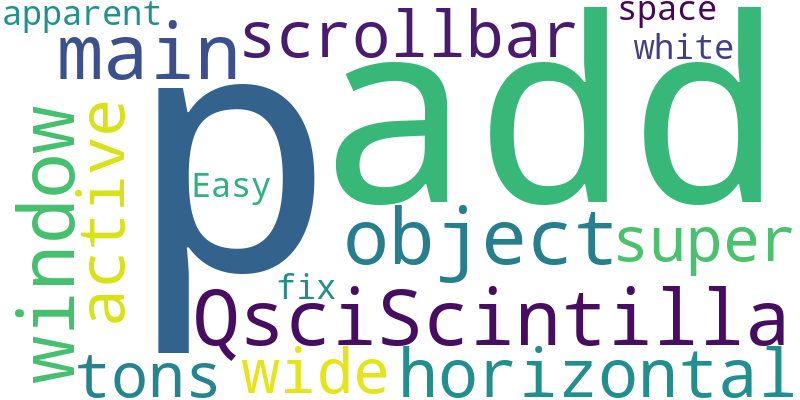 apparent
space
main
scrollbar
white
p
add
window
active
Easy
object
super
fix
QsciScintilla
tons
wide
horizontal